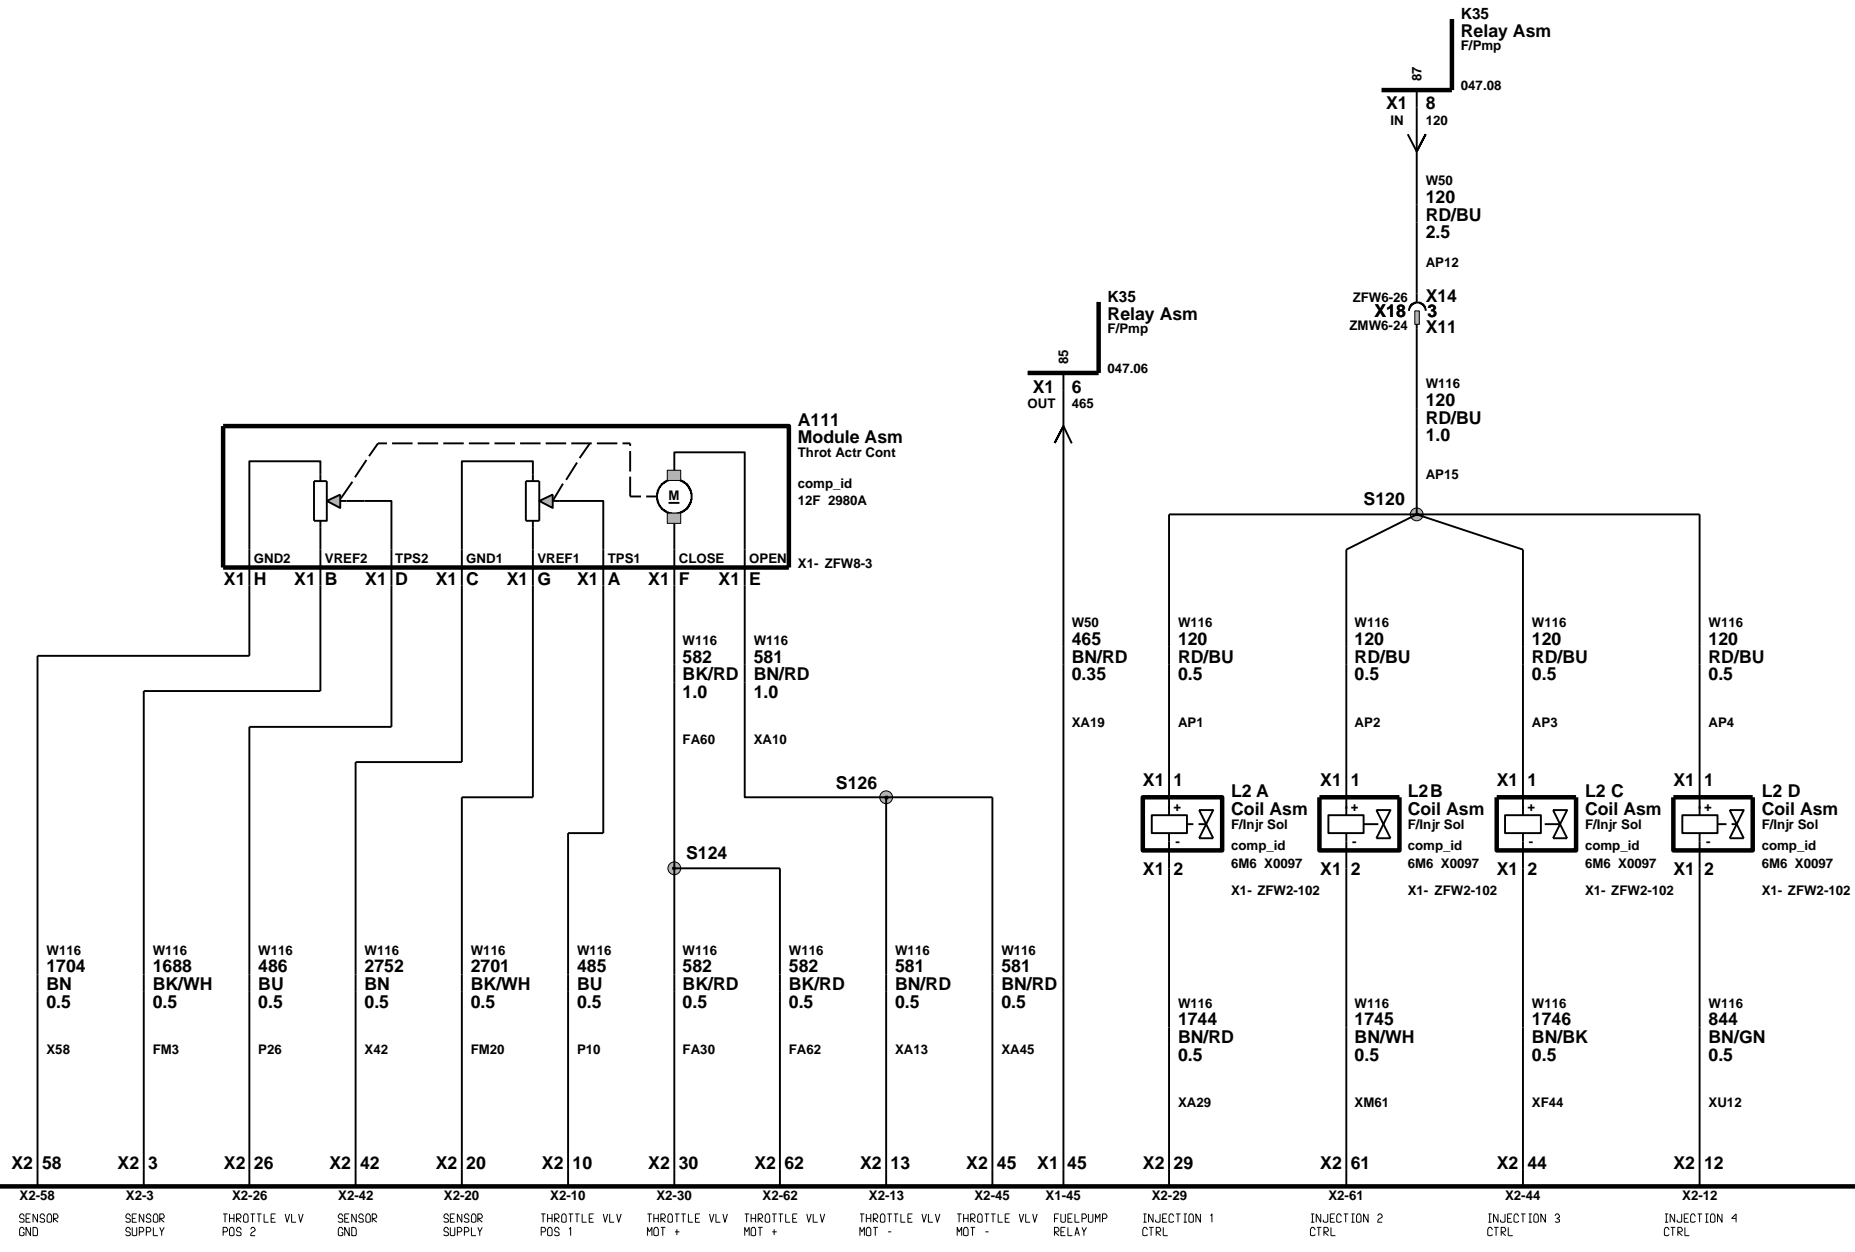 K35
Relay Asm
F/Pmp
87
047.08
X1 8
IN 120
W50
120
RD/BU
2.5
AP12
ZFW6-26 X14
X18 3
ZMW6-24 X11
K35
Relay Asm
F/Pmp
85
047.06
X1 6
OUT 465
W116
120
RD/BU
1.0
AP15
S120
A111
Module Asm
Throt Actr Cont
comp_id
12F 2980A
X1- ZFW8-3
M
GND2 VREF2 TPS2 GND1 VREF1 TPS1 CLOSE OPEN
X1 H X1 B X1 D X1 C X1 G X1 A X1 F X1 E
W116 W116
582 581
BK/RD BN/RD
1.0 1.0
FA60 XA10
W50 W116 W116 W116 W116
465 120 120 120 120
BN/RD RD/BU RD/BU RD/BU RD/BU
0.35 0.5 0.5 0.5 0.5
XA19 AP1 AP2 AP3 AP4
S126
S124
X1 1 X1 1 X1 1 X1 1
L2 A L2B L2 C L2 D
Coil Asm Coil Asm Coil Asm Coil Asm
F/Injr Sol F/Injr Sol F/Injr Sol F/Injr Sol
+ + + +
- - - -
comp_id comp_id comp_id comp_id
6M6 X0097 6M6 X0097 6M6 X0097 6M6 X0097
X1 2 X1 2 X1 2 X1 2
X1- ZFW2-102 X1- ZFW2-102 X1- ZFW2-102 X1- ZFW2-102
W116 W116 W116 W116 W116 W116 W116 W116 W116 W116
1704 1688 486 2752 2701 485 582 582 581 581
BN BK/WH BU BN BK/WH BU BK/RD BK/RD BN/RD BN/RD
0.5 0.5 0.5 0.5 0.5 0.5 0.5 0.5 0.5 0.5
X58 FM3 P26 X42 FM20 P10 FA30 FA62 XA13 XA45
W116 W116 W116 W116
1744 1745 1746 844
BN/RD BN/WH BN/BK BN/GN
0.5 0.5 0.5 0.5
XA29 XM61 XF44 XU12
X2 58 X2 3 X2 26 X2 42 X2 20 X2 10 X2 30 X2 62 X2 13 X2 45 X1 45 X2 29 X2 61 X2 44 X2 12
X2-58 X2-3 X2-26 X2-42 X2-20 X2-10 X2-30 X2-62 X2-13 X2-45 X1-45 X2-29 X2-61 X2-44 X2-12
SENSOR SENSOR THROTTLE VLV SENSOR SENSOR THROTTLE VLV THROTTLE VLV THROTTLE VLV THROTTLE VLV THROTTLE VLV FUELPUMP INJECTION 1 INJECTION 2 INJECTION 3 INJECTION 4
GND SUPPLY POS 2 GND SUPPLY POS 1 MOT + MOT + MOT - MOT - RELAY CTRL CTRL CTRL CTRL